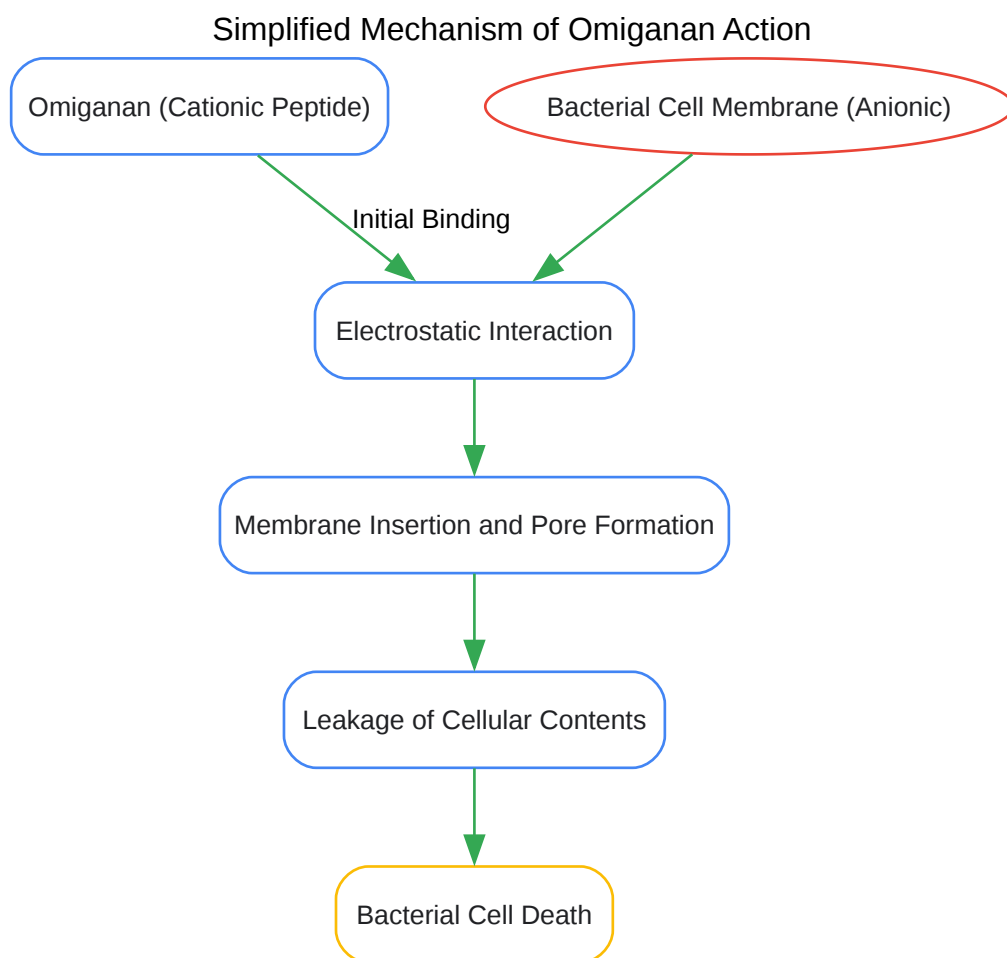 Simplified Mechanism of Omiganan Action
Omiganan (Cationic Peptide)
Bacterial Cell Membrane (Anionic)
Initial Binding
Electrostatic Interaction
Membrane Insertion and Pore Formation
Leakage of Cellular Contents
Bacterial Cell Death